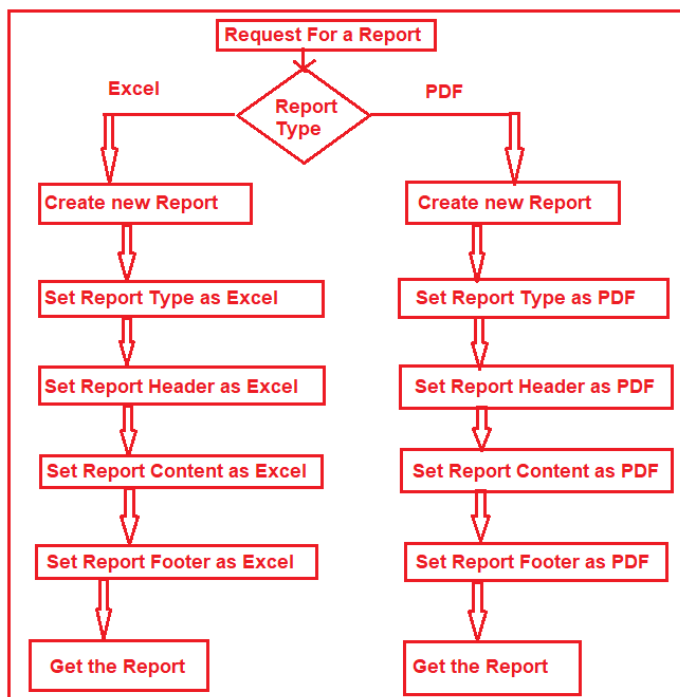 Request For a Report
Excel
PDF
Report
Type
Create new Report
Create new Report
Set Report Type as Excel
Set Report Type as PDF
Set Report Header as Excel
Set Report Header as PDF
Set Report Content as Excel
Set Report Content as PDF
Set Report Footer as Excel
Set Report Footer as PDF
Get the Report
Get the Report